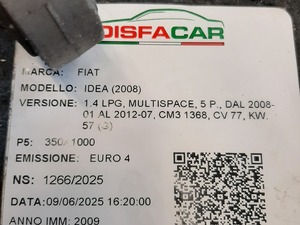 DISFACAR
MARCA: FIAT
MODELLO: IDEA (2008)
VERSIONE: 1.4 LPG, MULTISPACE, 5 P., DAL 2008-
01 AL 2012-07, CM3 1368, CV 77, KW.
57 (G)
P5: 350A1000
EMISSIONE: EURO 4
NS: 1266/2025
DATA:09/06/2025 16:20:00
ANNO IMM: 2009